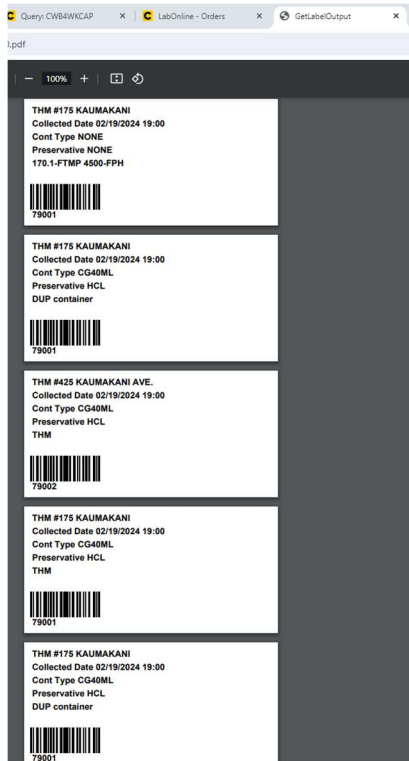 Query: CWB4WKCAP
LabOnline - Orders
GetLabelOutput
).pdf
100%
THM #175 KAUMAKANI
Collected Date 02/19/2024 19:00
Cont Type NONE
Preservative NONE
170.1-FTMP 4500-FPH
79001
THM #175 KAUMAKANI
Collected Date 02/19/2024 19:00
Cont Type CG40ML
Preservative HCL
DUP container
79001
THM #425 KAUMAKANI AVE.
Collected Date 02/19/2024 19:00
Cont Type CG40ML
Preservative HCL
THM
79002
THM #175 KAUMAKANI
Collected Date 02/19/2024 19:00
Cont Type CG40ML
Preservative HCL
THM
79001
THM #175 KAUMAKANI
Collected Date 02/19/2024 19:00
Cont Type CG40ML
Preservative HCL
DUP container
79001